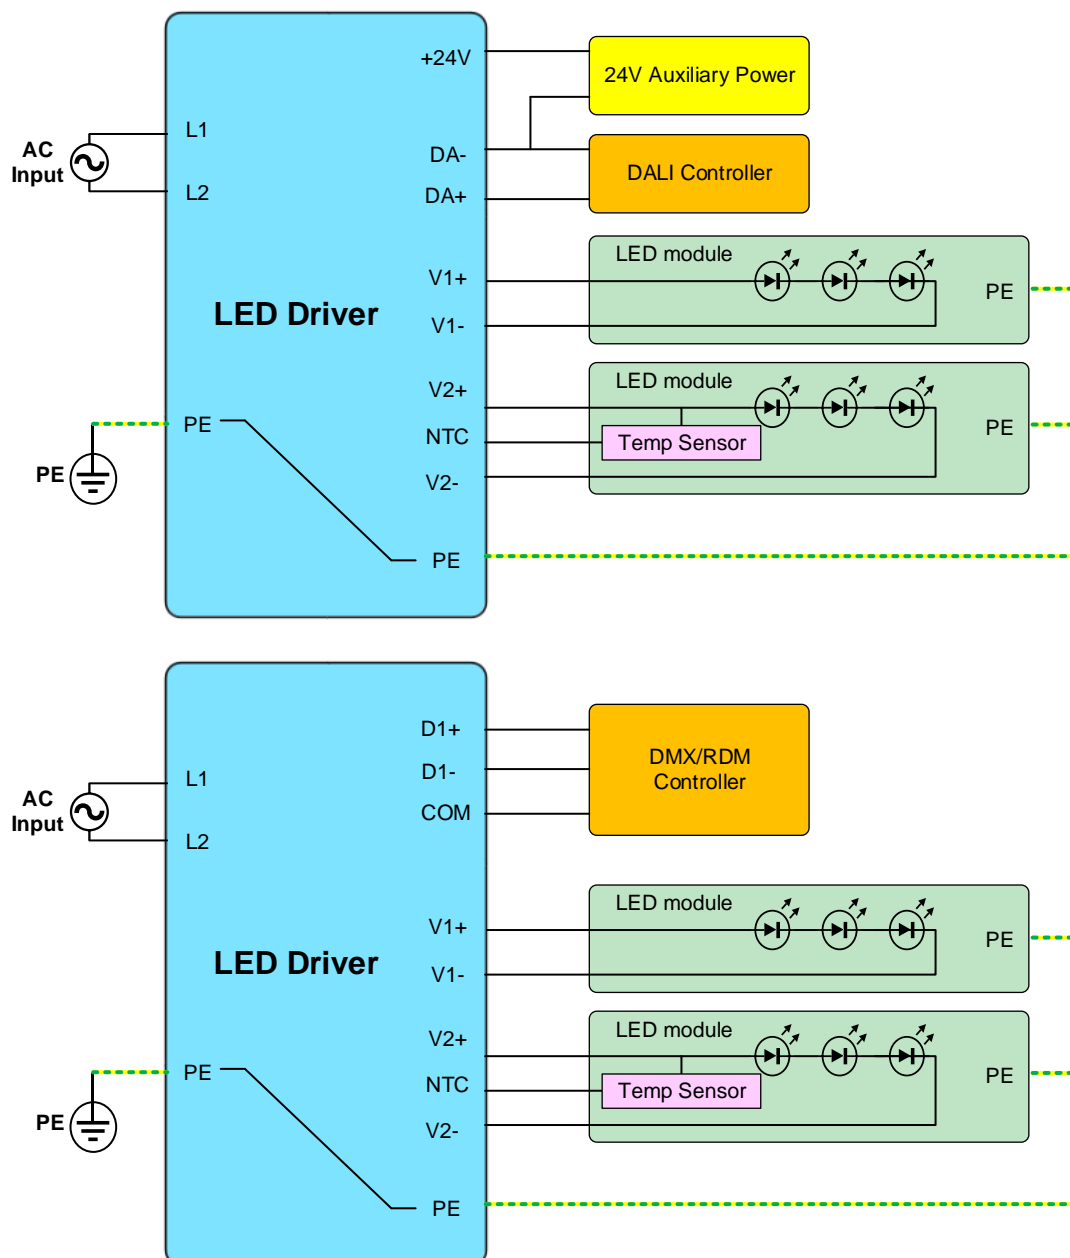 +24V
24V Auxiliary Power
L1
AC
Input
DA-
DALI Controller
L2
DA+
LED module
V1+
PE
LED Driver
V1-
LED module
V2+
PE
PE
NTC
Temp Sensor
PE
V2-
PE
D1+
DMX/RDM
Controller
D1-
L1
AC
Input
COM
L2
LED module
V1+
PE
LED Driver
V1-
LED module
V2+
PE
PE
NTC
Temp Sensor
PE
V2-
PE